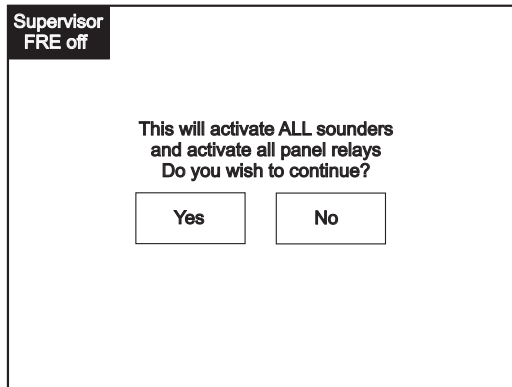 Supervisor
FRE off
This will activate ALL sounders
and activate all panel relays
Do you wish to continue?
Yes
No